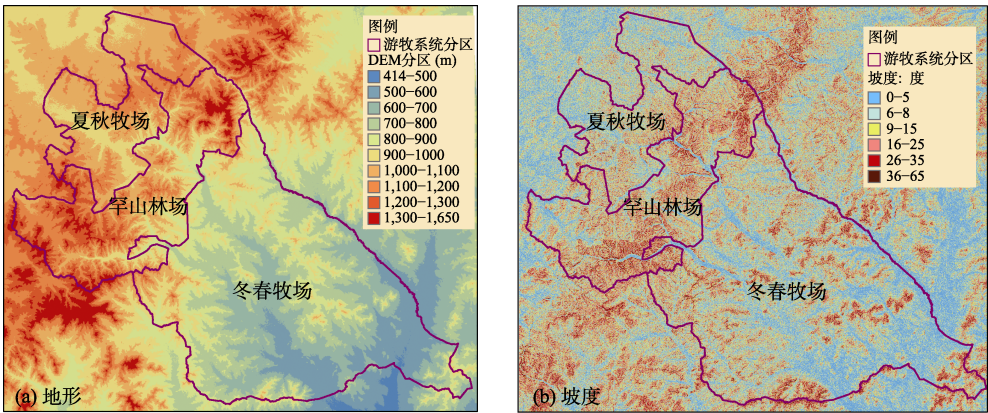 图例
游牧系统分区
DEM分区 (m)
414−500
500−600
600−700
700−800
800−900
900−1000
1,000−1,100
1,100−1,200
1,200−1,300
1,300−1,650
夏秋牧场
罕山林场
冬春牧场
(a) 地形
图例
游牧系统分区
坡度: 度
0−5
6−8
9−15
16−25
26−35
36−65
夏秋牧场
罕山林场
冬春牧场
(b) 坡度